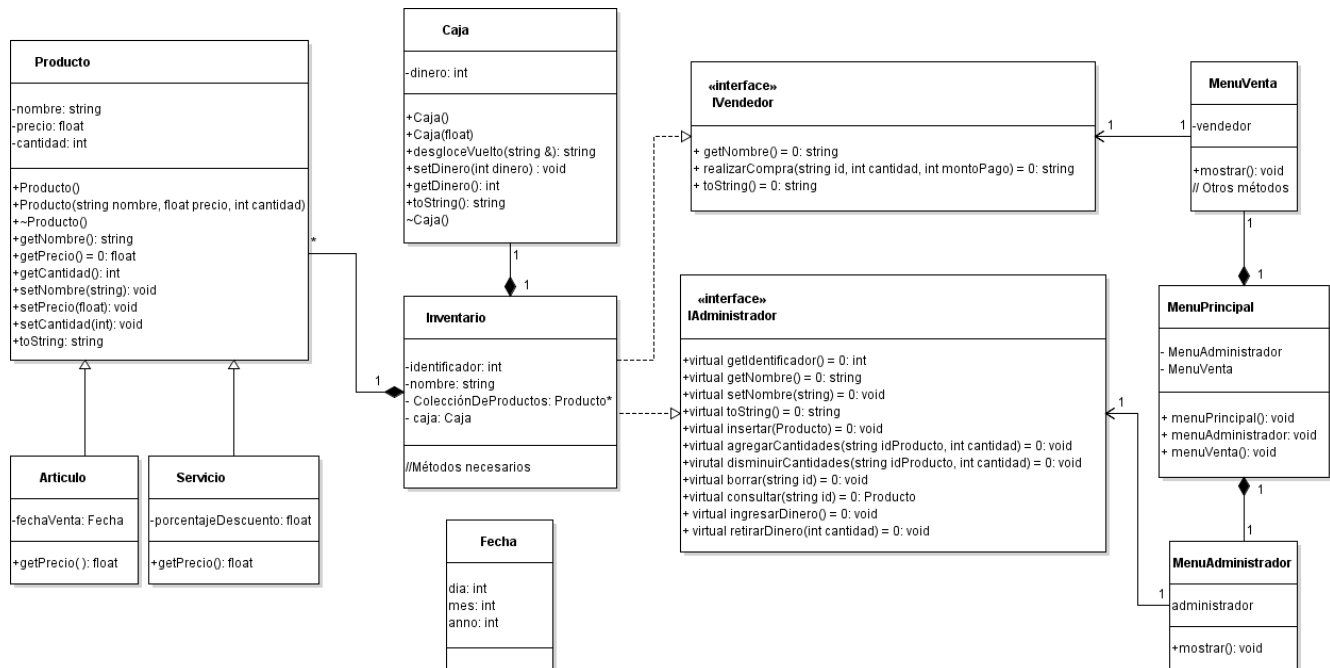 Producto
-nombre: string
-precio: float
-cantidad: int
+Producto()
+Producto(string nombre, float precio, int cantidad)
+~Producto()
+getNombre(): string
+getPrecio() = 0: float
+getCantidad(): int
+setNombre(string): void
+setPrecio(float): void
+setCantidad(int): void
+toString: string
*
1
Articulo
-fechaVenta: Fecha
+getPrecio( ): float
Servicio
-porcentajeDescuento: float
+getPrecio(): float
Caja
-dinero: int
+Caja()
+Caja(float)
+desgloceVuelto(string &): string
+setDinero(int dinero) : void
+getDinero(): int
+toString(): string
~Caja()
1
1
Inventario
-identificador: int
-nombre: string
- ColecciónDeProductos: Producto*
- caja: Caja
//Métodos necesarios
Fecha
dia: int
mes: int
anno: int
«interface»
IVendedor
+ getNombre() = 0: string
+ realizarCompra(string id, int cantidad, int montoPago) = 0: string
+ toString() = 0: string
1
1
«interface»
IAdministrador
+virtual getIdentificador() = 0: int
+virtual getNombre() = 0: string
+virtual setNombre(string) = 0: void
+virtual toString() = 0: string
+virtual insertar(Producto) = 0: void
+virtual agregarCantidades(string idProducto, int cantidad) = 0: void
+virutal disminuirCantidades(string idProducto, int cantidad) = 0: void
+virtual borrar(string id) = 0: void
+virtual consultar(string id) = 0: Producto
+ virtual ingresarDinero() = 0: void
+ virtual retirarDinero(int cantidad) = 0: void
1
1
MenuVenta
-vendedor
+mostrar(): void
// Otros métodos
1
1
MenuPrincipal
- MenuAdministrador
- MenuVenta
+ menuPrincipal(): void
+ menuAdministrador: void
+ menuVenta(): void
1
1
MenuAdministrador
administrador
+mostrar(): void